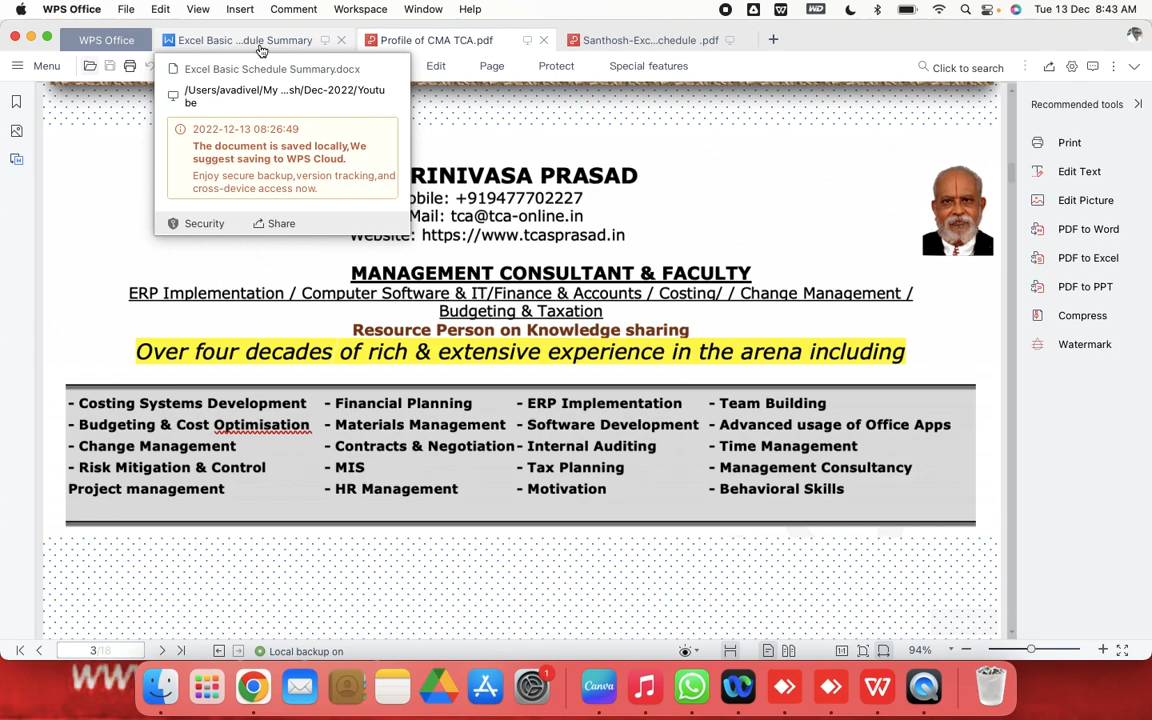 WPS Office File Edit View Insert Comment Workspace Window Help WD Tue 13 Dec 8:43 AM
WPS Office Excel Basic ...dule Summary Profile of CMA TCA.pdf Santhosh-Exc...chedule .pdf
Menu Edit Page Protect Special features Click to search
Excel Basic Schedule Summary.docx
/Users/avadivel/My ...sh/Dec-2022/Youtu
be
2022-12-13 08:26:49
The document is saved locally,We
suggest saving to WPS Cloud.
Enjoy secure backup,version tracking,and
cross-device access now.
Security Share
RINIVASA PRASAD
obile: +919477702227
Mail: tca@tca-online.in
Website: https://www.tcasprasad.in
MANAGEMENT CONSULTANT & FACULTY
ERP Implementation / Computer Software & IT/Finance & Accounts / Costing/ / Change Management /
Budgeting & Taxation
Resource Person on Knowledge sharing
Over four decades of rich & extensive experience in the arena including
- Costing Systems Development - Financial Planning - ERP Implementation - Team Building
- Budgeting & Cost Optimisation - Materials Management - Software Development - Advanced usage of Office Apps
- Change Management - Contracts & Negotiation - Internal Auditing - Time Management
- Risk Mitigation & Control - MIS - Tax Planning - Management Consultancy
Project management - HR Management - Motivation - Behavioral Skills
Recommended tools
Print
Edit Text
Edit Picture
PDF to Word
PDF to Excel
PDF to PPT
Compress
Watermark
3/18 Local backup on 94%
www
Canva 1